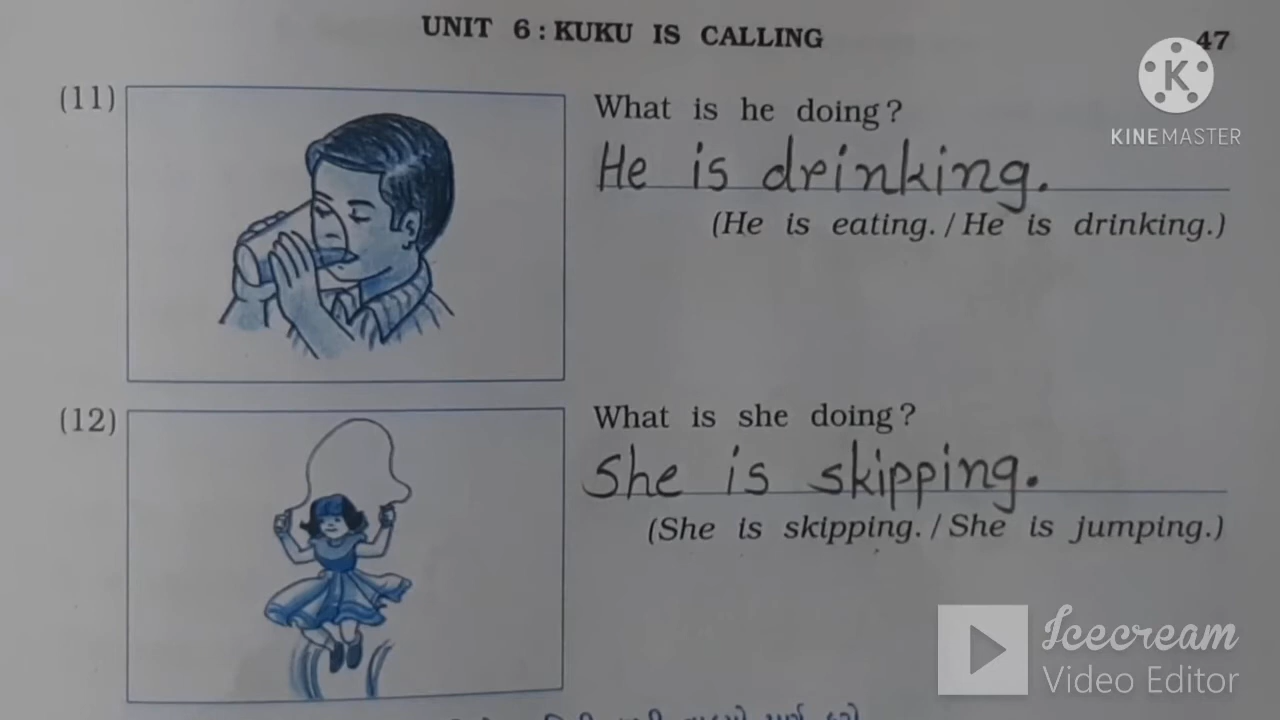 UNIT 6 : KUKU IS CALLING 47
K
KINEMASTER
(11) What is he doing?
He is drinking.
(He is eating. / He is drinking.)
(12) What is she doing?
She is skipping.
(She is skipping. / She is jumping.)
Icecream
Video Editor